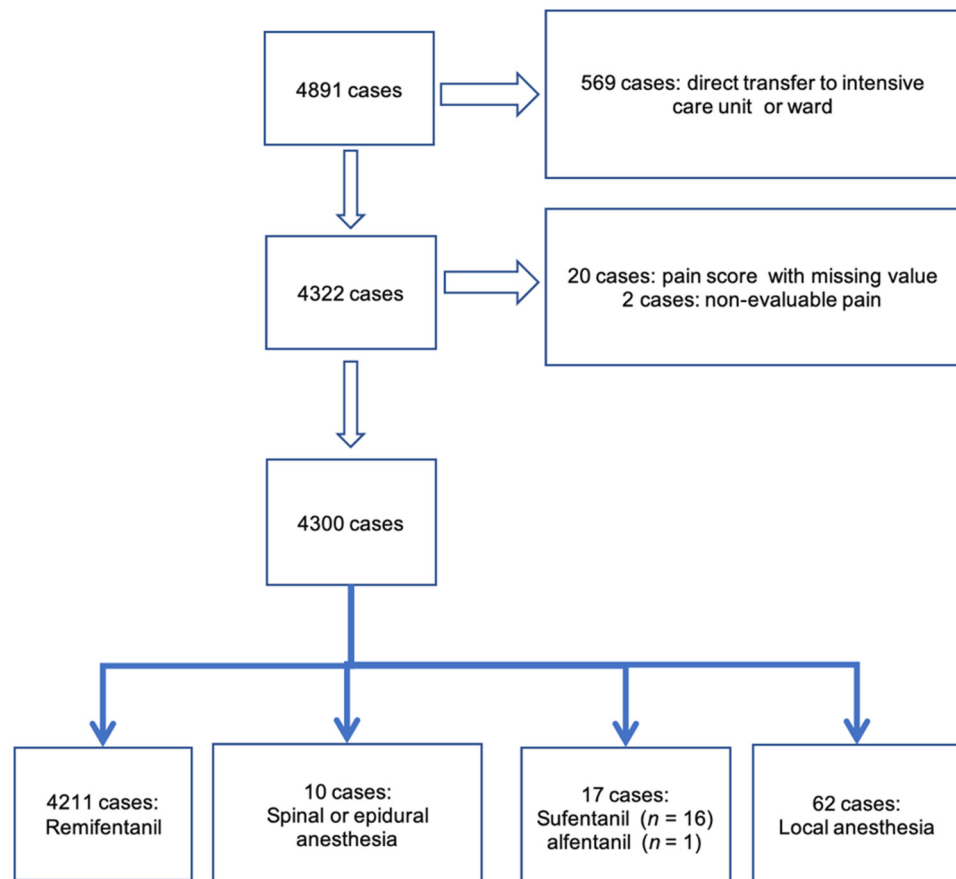 4891 cases
569 cases: direct transfer to intensive
care unit or ward
4322 cases
20 cases: pain score with missing value
2 cases: non-evaluable pain
4300 cases
4211 cases:
Remifentanil
10 cases:
Spinal or epidural
anesthesia
17 cases:
Sufentanil (n = 16)
alfentanil (n = 1)
62 cases:
Local anesthesia